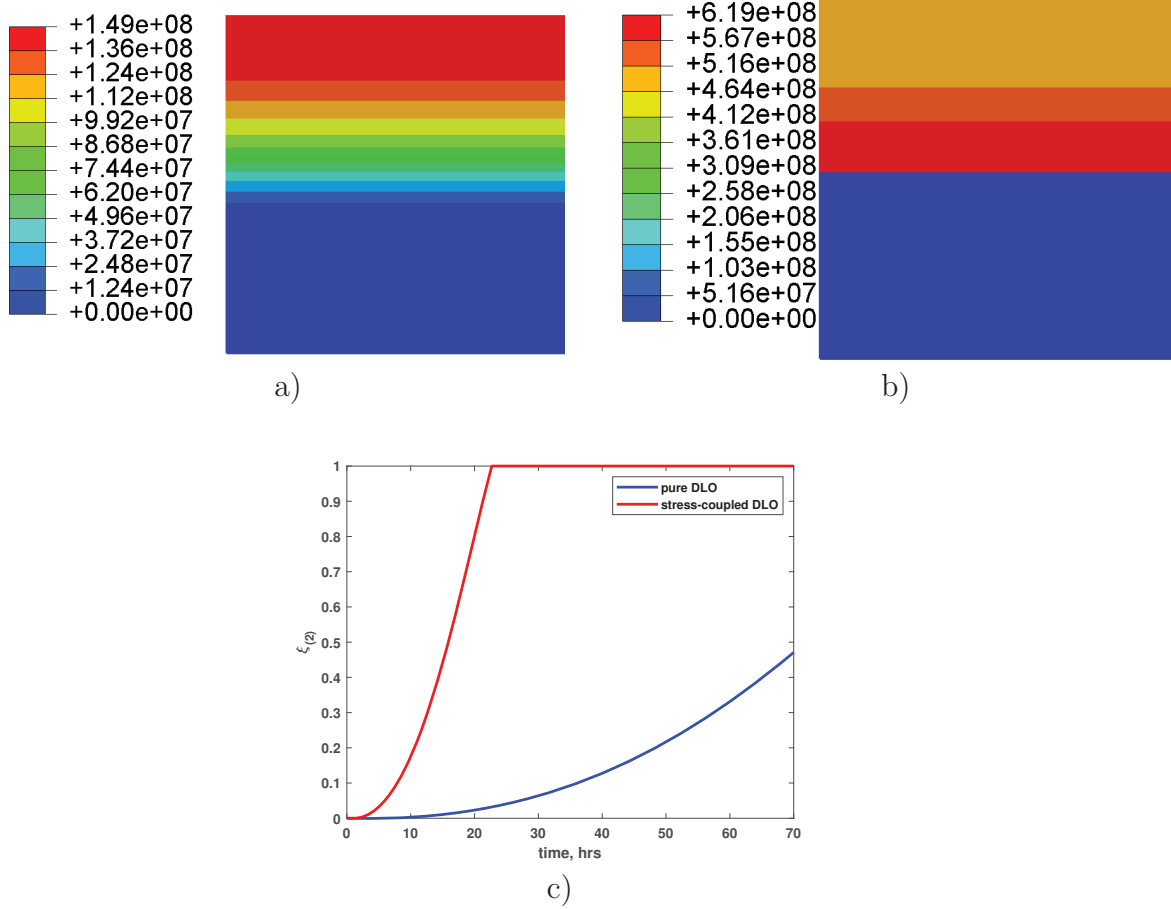 +1.49e+08
+1.36e+08
+1.24e+08
+1.12e+08
+9.92e+07
+8.68e+07
+7.44e+07
+6.20e+07
+4.96e+07
+3.72e+07
+2.48e+07
+1.24e+07
+0.00e+00
a)
+6.19e+08
+5.67e+08
+5.16e+08
+4.64e+08
+4.12e+08
+3.61e+08
+3.09e+08
+2.58e+08
+2.06e+08
+1.55e+08
+1.03e+08
+5.16e+07
+0.00e+00
b)
1
0.9
0.8
0.7
0.6
0.5
0.4
0.3
0.2
0.1
0
ξ(2)
pure DLO
stress-coupled DLO
0 10 20 30 40 50 60 70
time, hrs
c)